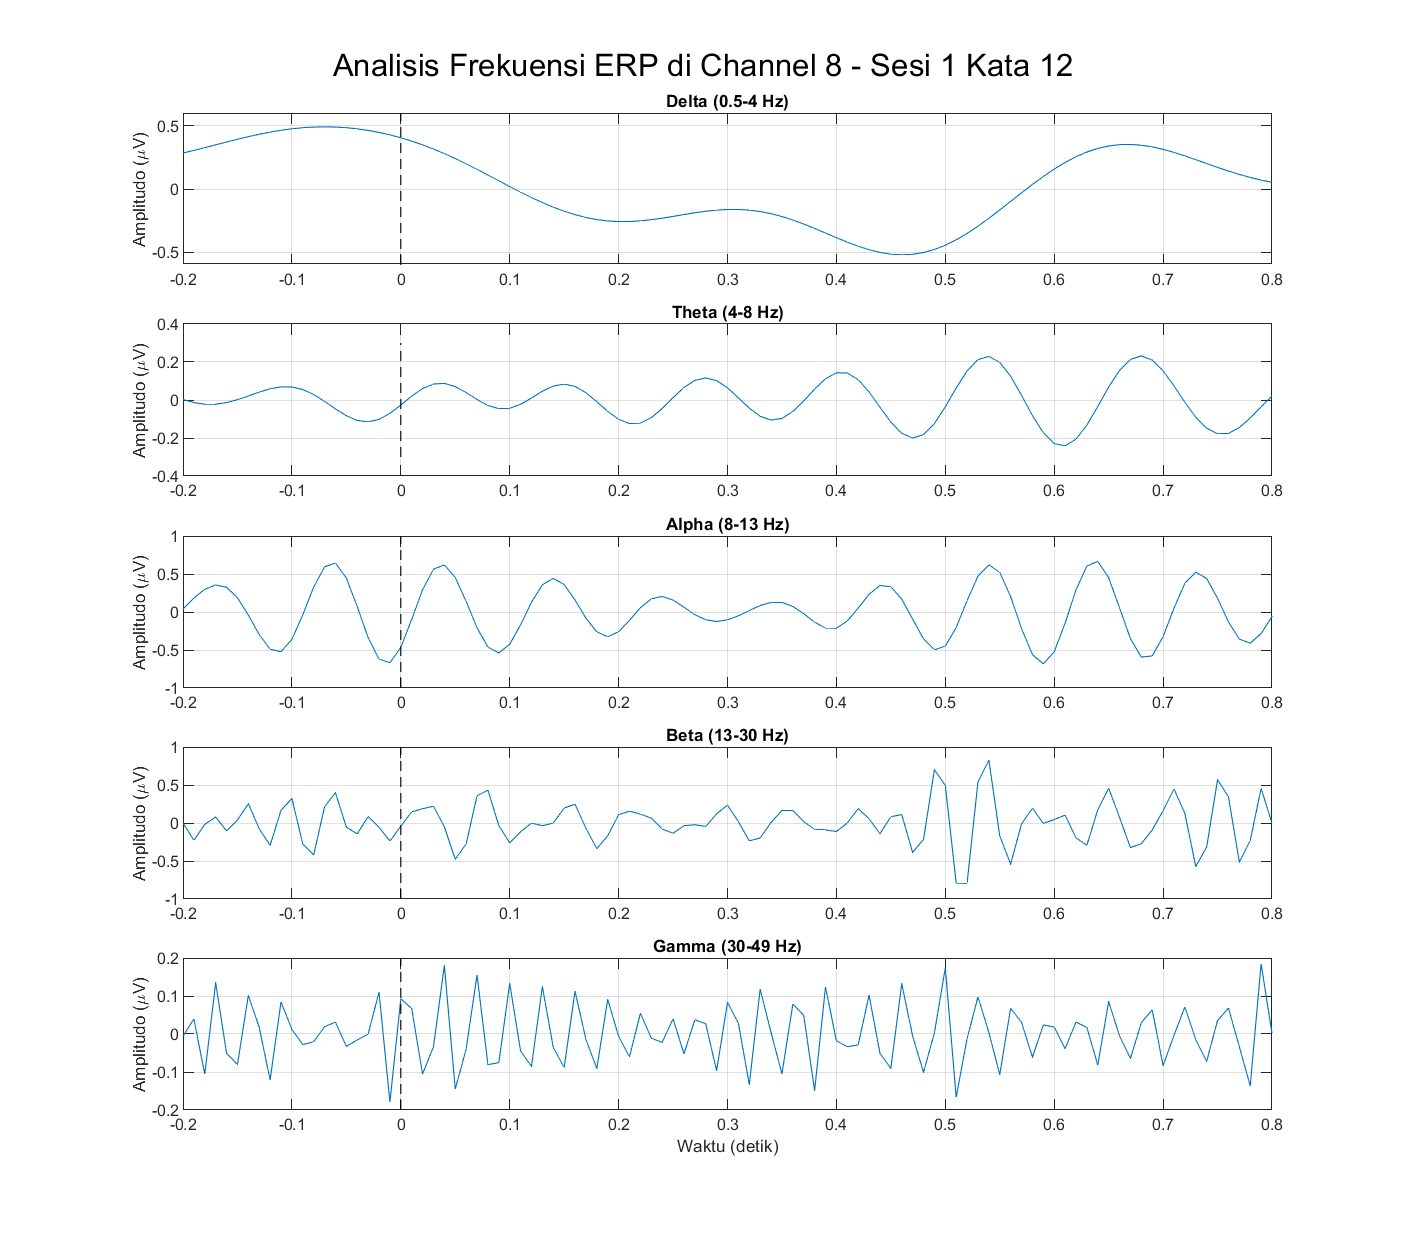 Analisis Frekuensi ERP di Channel 8 - Sesi 1 Kata 12
Delta (0.5-4 Hz)
Amplitudo (μV)
0.5
0
-0.5
-0.2 -0.1 0 0.1 0.2 0.3 0.4 0.5 0.6 0.7 0.8
Theta (4-8 Hz)
Amplitudo (μV)
0.4
0.2
0
-0.2
-0.4
-0.2 -0.1 0 0.1 0.2 0.3 0.4 0.5 0.6 0.7 0.8
Alpha (8-13 Hz)
Amplitudo (μV)
1
0.5
0
-0.5
-1
-0.2 -0.1 0 0.1 0.2 0.3 0.4 0.5 0.6 0.7 0.8
Beta (13-30 Hz)
Amplitudo (μV)
1
0.5
0
-0.5
-1
-0.2 -0.1 0 0.1 0.2 0.3 0.4 0.5 0.6 0.7 0.8
Gamma (30-49 Hz)
Amplitudo (μV)
0.2
0.1
0
-0.1
-0.2
-0.2 -0.1 0 0.1 0.2 0.3 0.4 0.5 0.6 0.7 0.8
Waktu (detik)